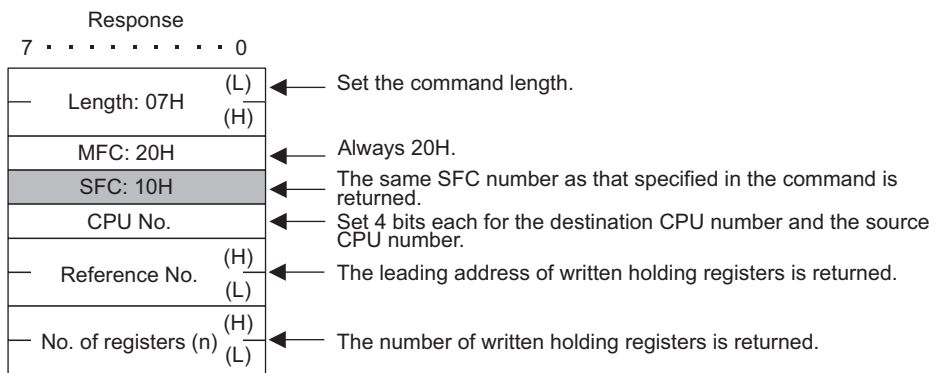 Response
7 · · · · · · · · · 0
Length: 07H (L)
(H)
Set the command length.
MFC: 20H
Always 20H.
SFC: 10H
The same SFC number as that specified in the command is
returned.
CPU No.
Set 4 bits each for the destination CPU number and the source
CPU number.
Reference No. (H)
(L)
The leading address of written holding registers is returned.
No. of registers (n) (H)
(L)
The number of written holding registers is returned.